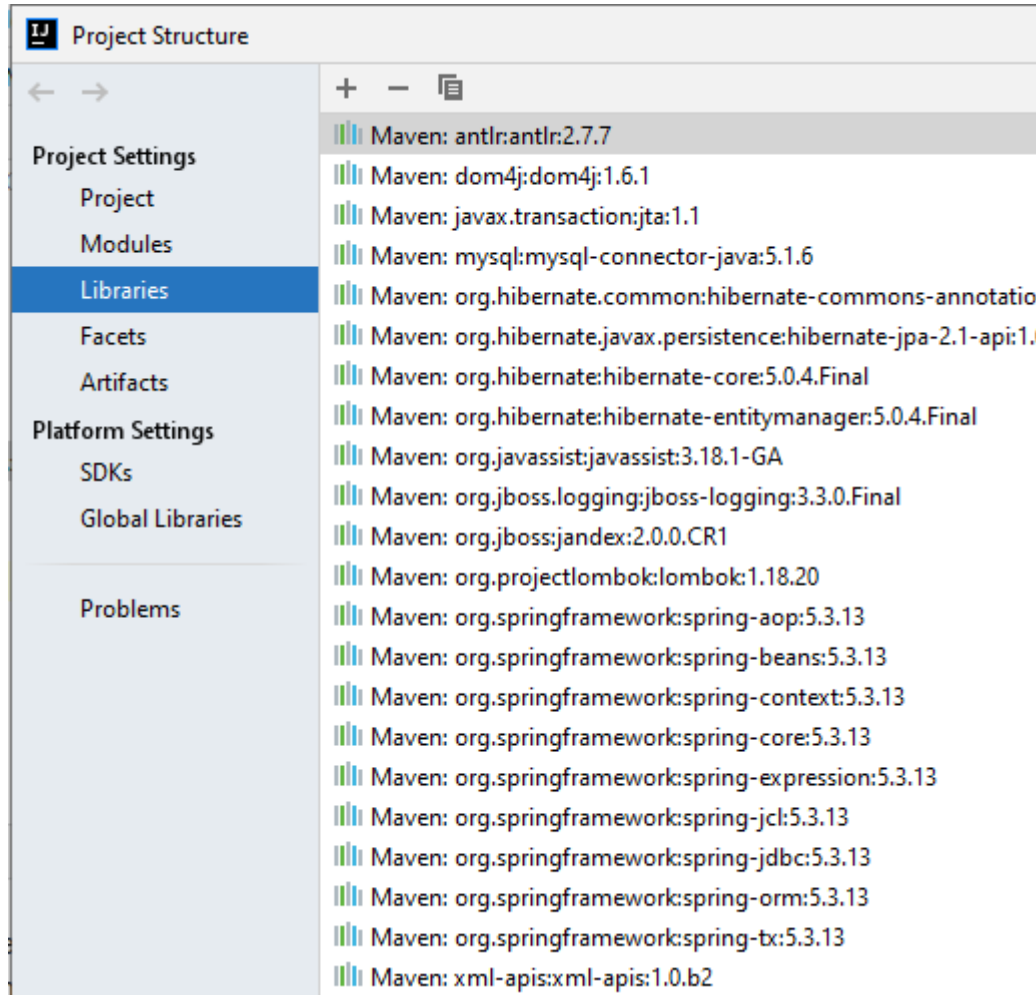 IJ Project Structure
Project Settings
Project
Modules
Libraries
Facets
Artifacts
Platform Settings
SDKs
Global Libraries
Problems
Maven: antlr:antlr:2.7.7
Maven: dom4j:dom4j:1.6.1
Maven: javax.transaction:jta:1.1
Maven: mysql:mysql-connector-java:5.1.6
Maven: org.hibernate.common:hibernate-commons-annotatio
Maven: org.hibernate.javax.persistence:hibernate-jpa-2.1-api:1.
Maven: org.hibernate:hibernate-core:5.0.4.Final
Maven: org.hibernate:hibernate-entitymanager:5.0.4.Final
Maven: org.javassist:javassist:3.18.1-GA
Maven: org.jboss.logging:jboss-logging:3.3.0.Final
Maven: org.jboss:jandex:2.0.0.CR1
Maven: org.projectlombok:lombok:1.18.20
Maven: org.springframework:spring-aop:5.3.13
Maven: org.springframework:spring-beans:5.3.13
Maven: org.springframework:spring-context:5.3.13
Maven: org.springframework:spring-core:5.3.13
Maven: org.springframework:spring-expression:5.3.13
Maven: org.springframework:spring-jcl:5.3.13
Maven: org.springframework:spring-jdbc:5.3.13
Maven: org.springframework:spring-orm:5.3.13
Maven: org.springframework:spring-tx:5.3.13
Maven: xml-apis:xml-apis:1.0.b2